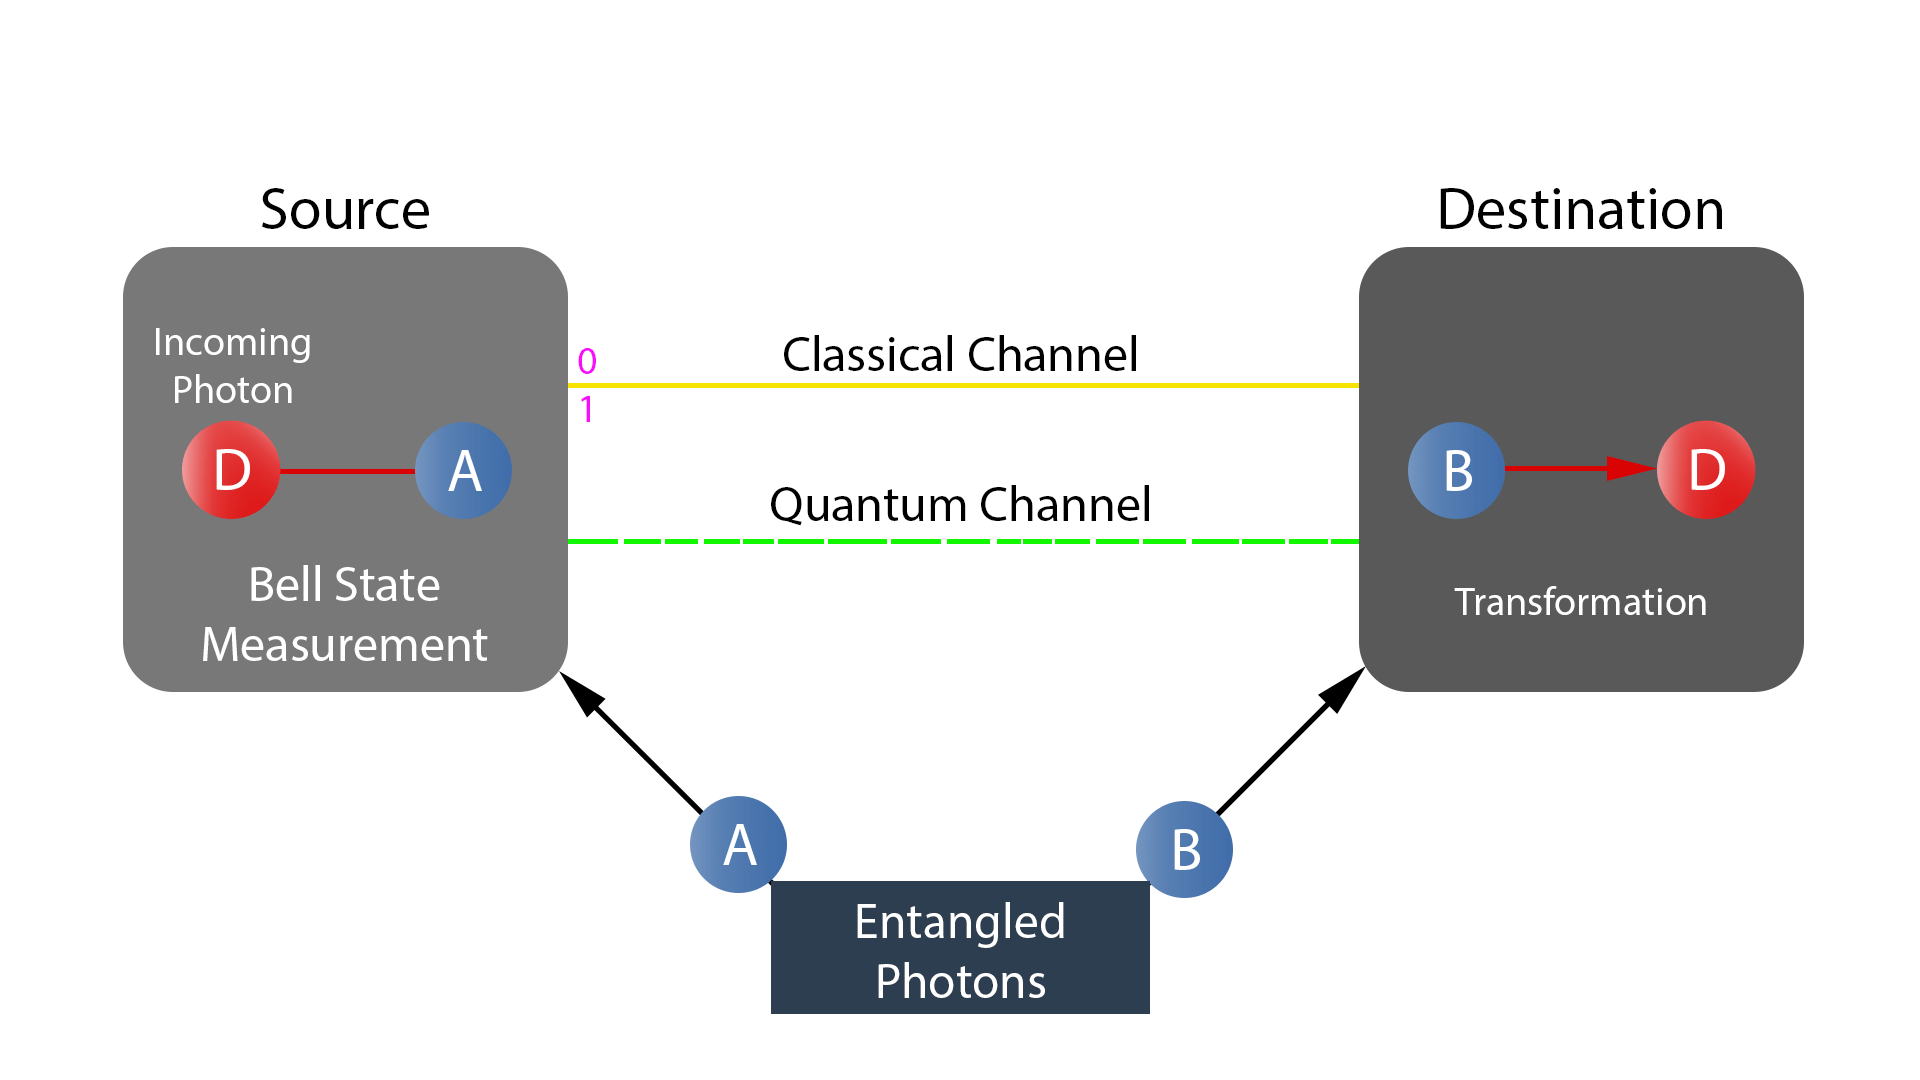 Source
Destination
Incoming
Photon
D
A
Bell State
Measurement
0
1
Classical Channel
Quantum Channel
B
D
Transformation
A
B
Entangled
Photons